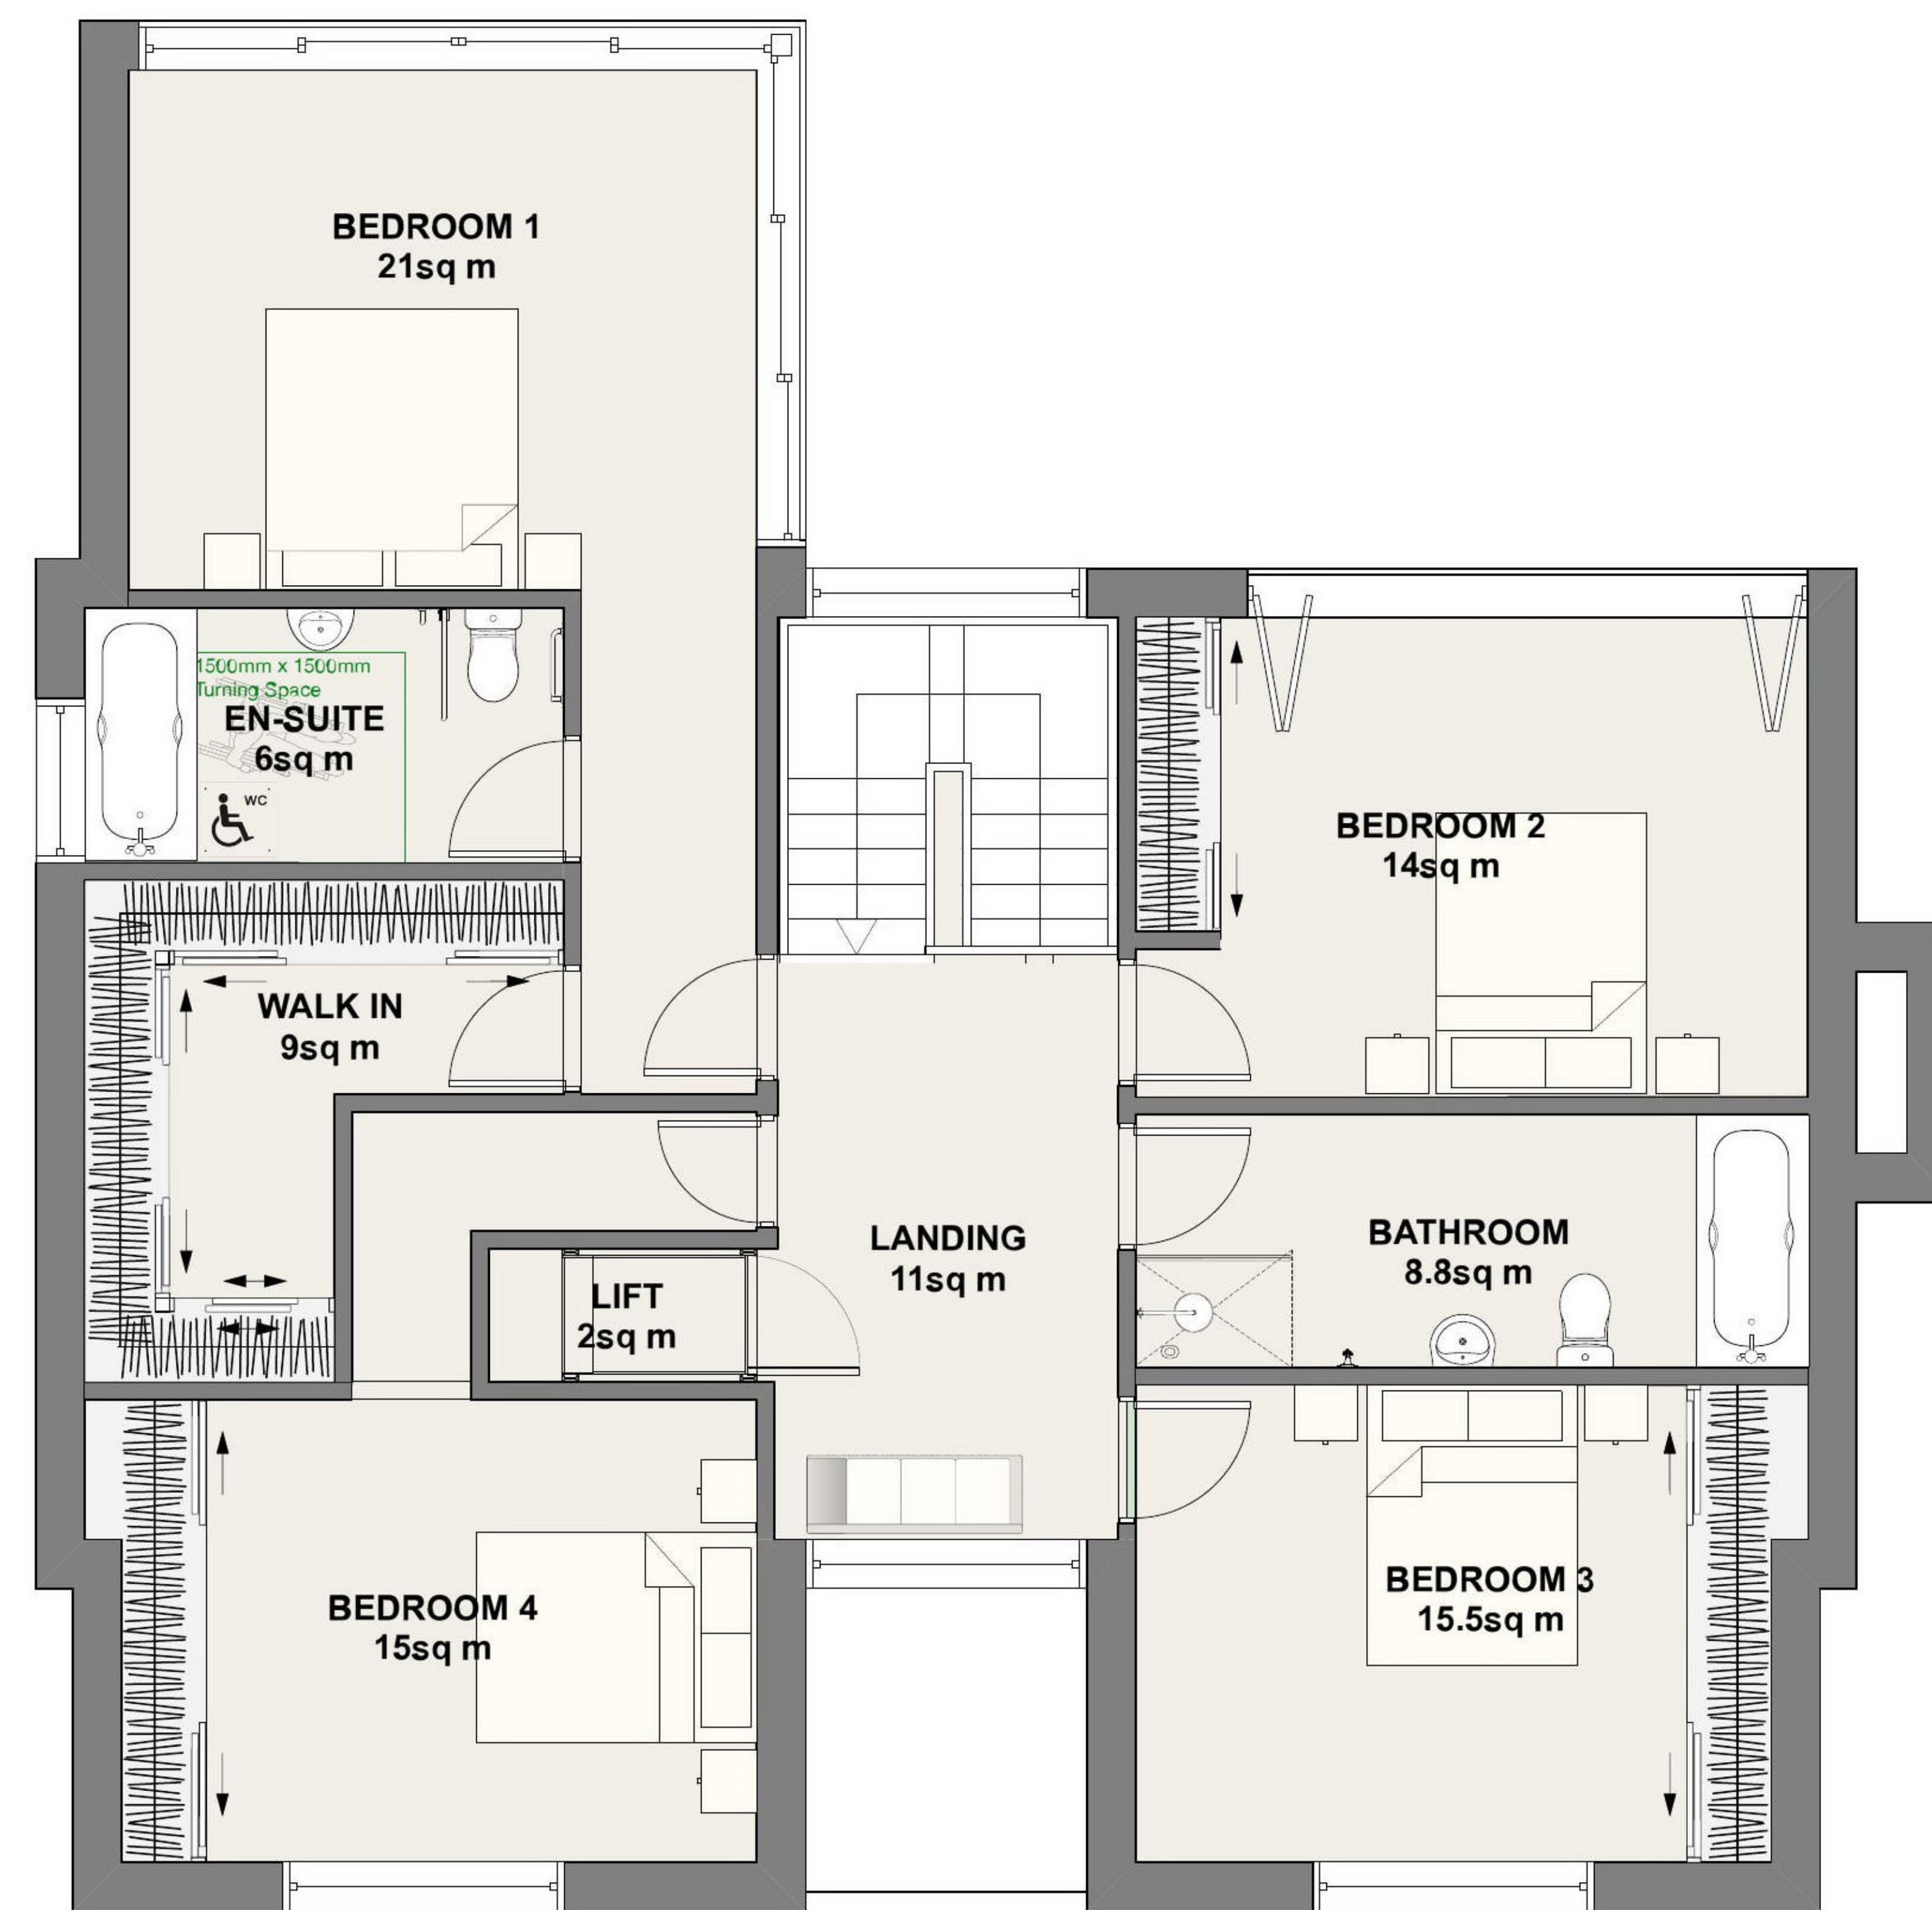 BEDROOM 1
21sq m
1500mm x 1500mm
Turning Space
EN-SUITE
6sq m
WC
BEDROOM 2
14sq m
WALK IN
9sq m
LANDING
11sq m
BATHROOM
8.8sq m
LIFT
2sq m
BEDROOM 4
15sq m
BEDROOM 3
15.5sq m